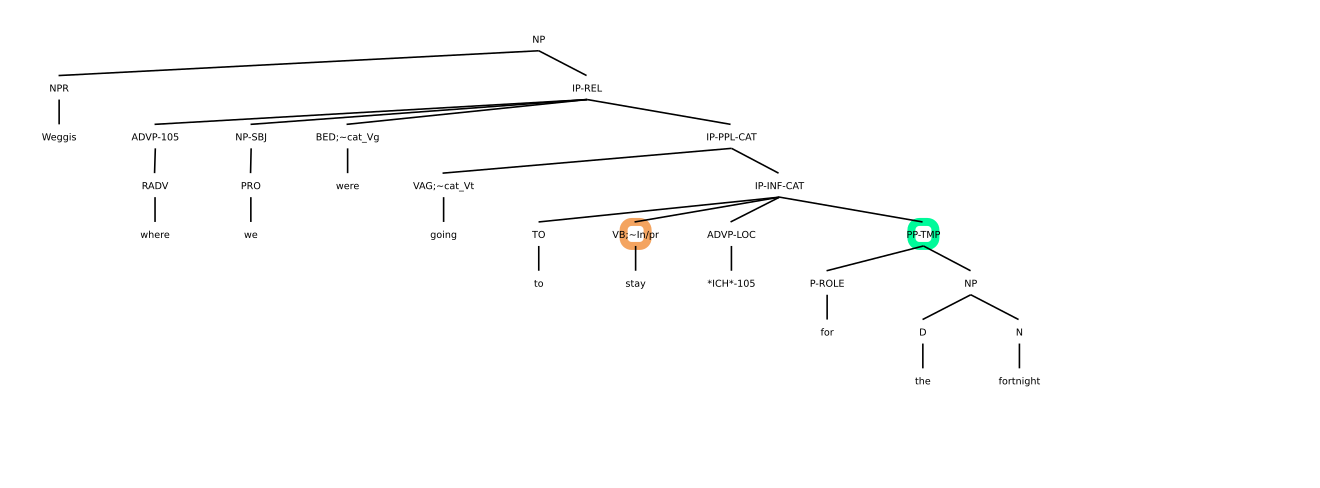 NP
NPR IP-REL
Weggis ADVP-105 NP-SBJ BED;~cat_Vg IP-PPL-CAT
RADV PRO were VAG;~cat_Vt IP-INF-CAT
where we going TO VB;~In/pr ADVP-LOC PP-TMP
to stay *ICH*-105 P-ROLE NP
for D N
the fortnight